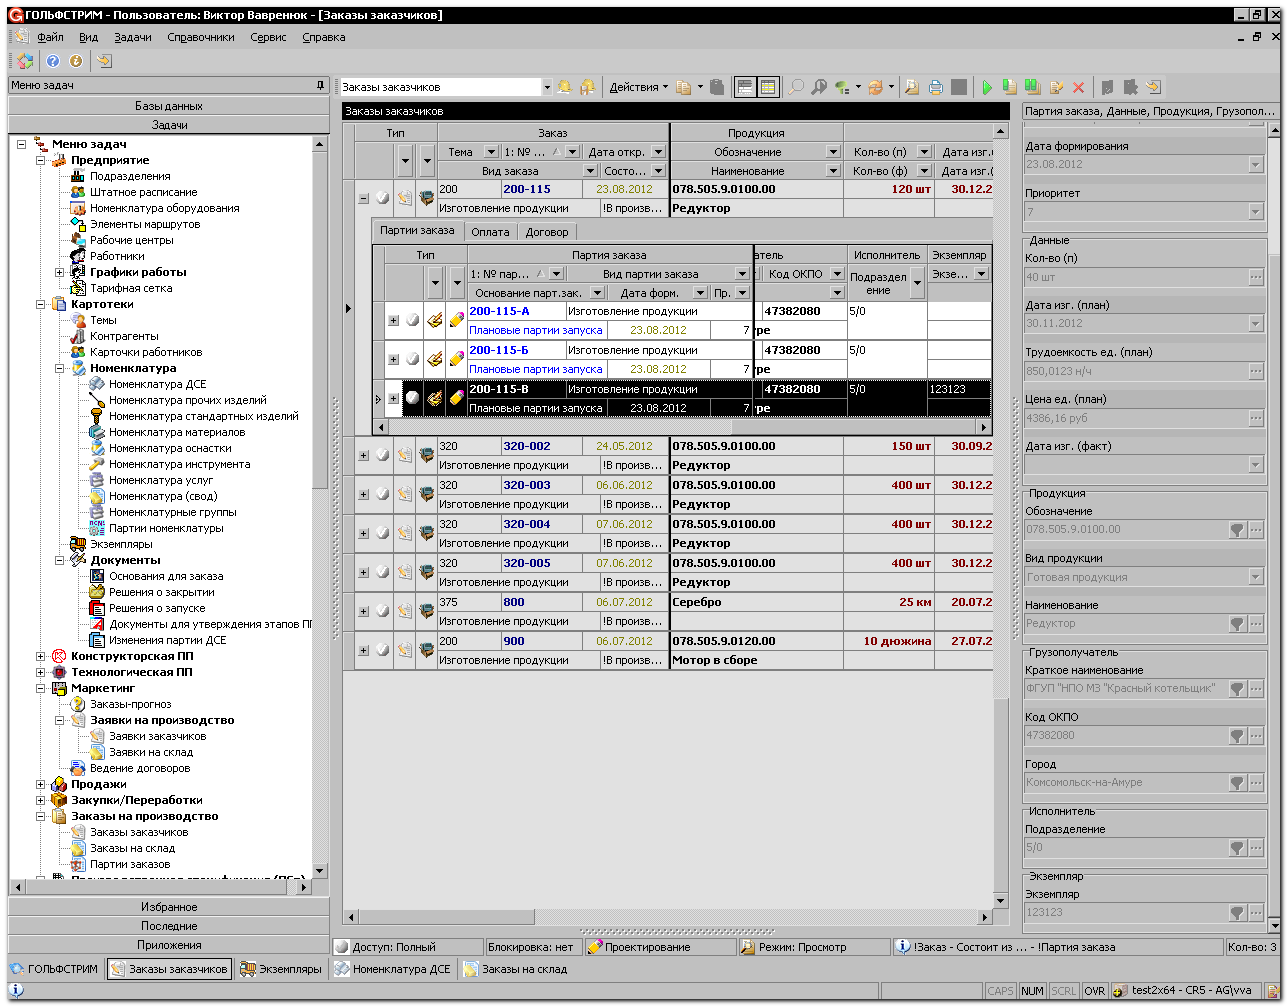 ГОЛЬФСТРИМ - Пользователь: Виктор Вавренюк - [Заказы заказчиков]
Файл Вид Задачи Справочники Сервис Справка
Меню задач
Базы данных
Задачи
Меню задач
Предприятие
Подразделения
Штатное расписание
Номенклатура оборудования
Элементы маршрутов
Рабочие центры
Работники
Графики работы
Тарифная сетка
Картотеки
Темы
Контрагенты
Карточки работников
Номенклатура
Номенклатура ДСЕ
Номенклатура прочих изделий
Номенклатура стандартных изделий
Номенклатура материалов
Номенклатура оснастки
Номенклатура инструмента
Номенклатура услуг
Номенклатура (свод)
Номенклатурные группы
Партии номенклатуры
Экземпляры
Документы
Основания для заказа
Решения о закрытии
Решения о запуске
Документы для утверждения этапов ПГ
Изменения партии ДСЕ
Конструкторская ПП
Технологическая ПП
Маркетинг
Заказы-прогноз
Заявки на производство
Заявки заказчиков
Заявки на склад
Ведение договоров
Продажи
Закупки/Переработки
Заказы на производство
Заказы заказчиков
Заказы на склад
Партии заказов
Избранное
Последние
Приложения
Заказы заказчиков Действия
Заказы заказчиков
Тип Заказ Продукция
Тема 1: № ... Дата откр. Обозначение Кол-во (п) Дата изг.(
Вид заказа Состо... Наименование Кол-во (ф) Дата изг.(
200 200-115 23.08.2012 078.505.9.0100.00 120 шт 30.12.2
Изготовление продукции !В произв... Редуктор
Партии заказа Оплата Договор
Тип Партия заказа атель Исполнитель Экземпляр
1: № пар... Вид партии заказа Код ОКПО Подраздел ение Экзе...
Основание парт.зак. Дата форм. Пр.
200-115-А Изготовление продукции 47382080 5/0
Плановые партии запуска 23.08.2012 7 /ре
200-115-Б Изготовление продукции 47382080 5/0
Плановые партии запуска 23.08.2012 7 /ре
200-115-В Изготовление продукции 47382080 5/0 123123
Плановые партии запуска 23.08.2012 7 /ре
320 320-002 24.05.2012 078.505.9.0100.00 150 шт 30.09.2
Изготовление продукции !В произв... Редуктор
320 320-003 06.06.2012 078.505.9.0100.00 400 шт 30.12.2
Изготовление продукции !В произв... Редуктор
320 320-004 07.06.2012 078.505.9.0100.00 400 шт 30.12.2
Изготовление продукции !В произв... Редуктор
320 320-005 07.06.2012 078.505.9.0100.00 400 шт 30.12.2
Изготовление продукции !В произв... Редуктор
375 800 06.07.2012 Серебро 25 км 20.07.2
Изготовление продукции !В произв...
200 900 06.07.2012 078.505.9.0120.00 10 дюжина 27.07.2
Изготовление продукции !В произв... Мотор в сборе
Партия заказа, Данные, Продукция, Грузопол...
Дата формирования
23.08.2012
Приоритет
7
Данные
Кол-во (п)
40 шт
Дата изг. (план)
30.11.2012
Трудоемкость ед. (план)
850,0123 н/ч
Цена ед. (план)
4386,16 руб
Дата изг. (факт)
Продукция
Обозначение
078.505.9.0100.00
Вид продукции
Готовая продукция
Наименование
Редуктор
Грузополучатель
Краткое наименование
ФГУП "НПО МЗ "Красный котельщик"
Код ОКПО
47382080
Город
Комсомольск-на-Амуре
Исполнитель
Подразделение
5/0
Экземпляр
Экземпляр
123123
Доступ: Полный Блокировка: нет Проектирование Режим: Просмотр !Заказ - Состоит из ... - !Партия заказа Кол-во: 3
ГОЛЬФСТРИМ Заказы заказчиков Экземпляры Номенклатура ДСЕ Заказы на склад
CAPS NUM SCRL OVR test2x64 - CR5 - AG\vva